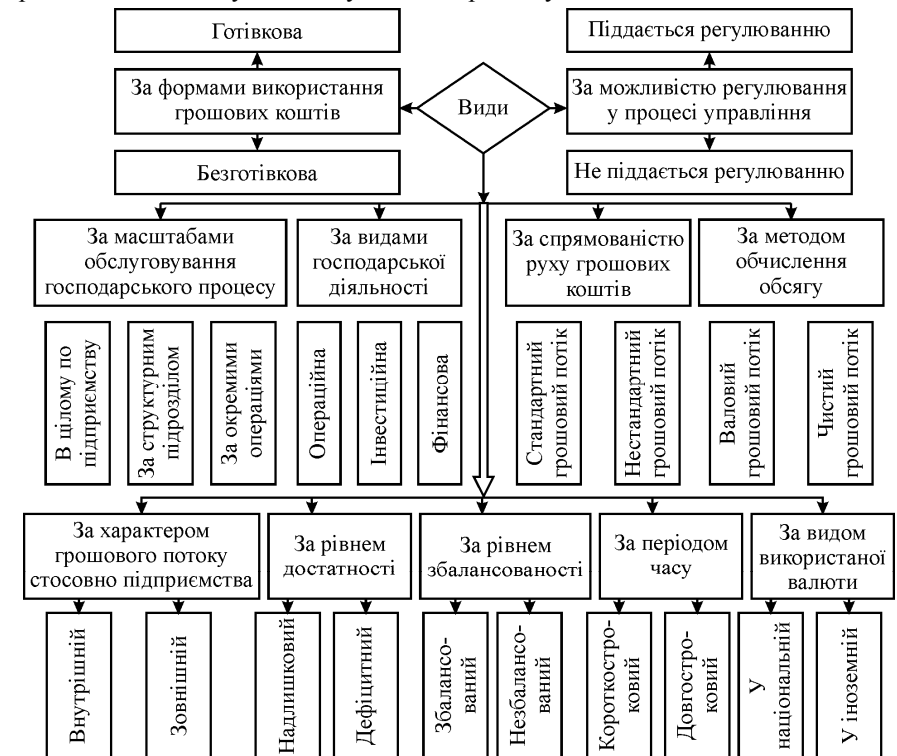 Готівкова
Піддається регулюванню
За формами використання
грошових коштів
Види
За можливістю регулювання
у процесі управління
Безготівкова
Не піддається регулюванню
За масштабами
обслуговування
господарського процесу
За видами
господарської
діяльності
За спрямованістю
руху грошових
коштів
За методом
обчислення
обсягу
В цілому по
підприємству
За структурним
підрозділом
За окремими
операціями
Операційна
Інвестиційна
Фінансова
Стандартний
грошовий потік
Нестандартний
грошовий потік
Валовий
грошовий потік
Чистий
грошовий потік
За характером
грошового потоку
стосовно підприємства
За рівнем
достатності
За рівнем
збалансованості
За періодом
часу
За видом
використаної
валюти
Внутрішній
Зовнішній
Надлишковий
Дефіцитний
Збалансо-
ваний
Незбалансо-
ваний
Короткостро-
ковий
Довгостро-
ковий
У
національній
У іноземній